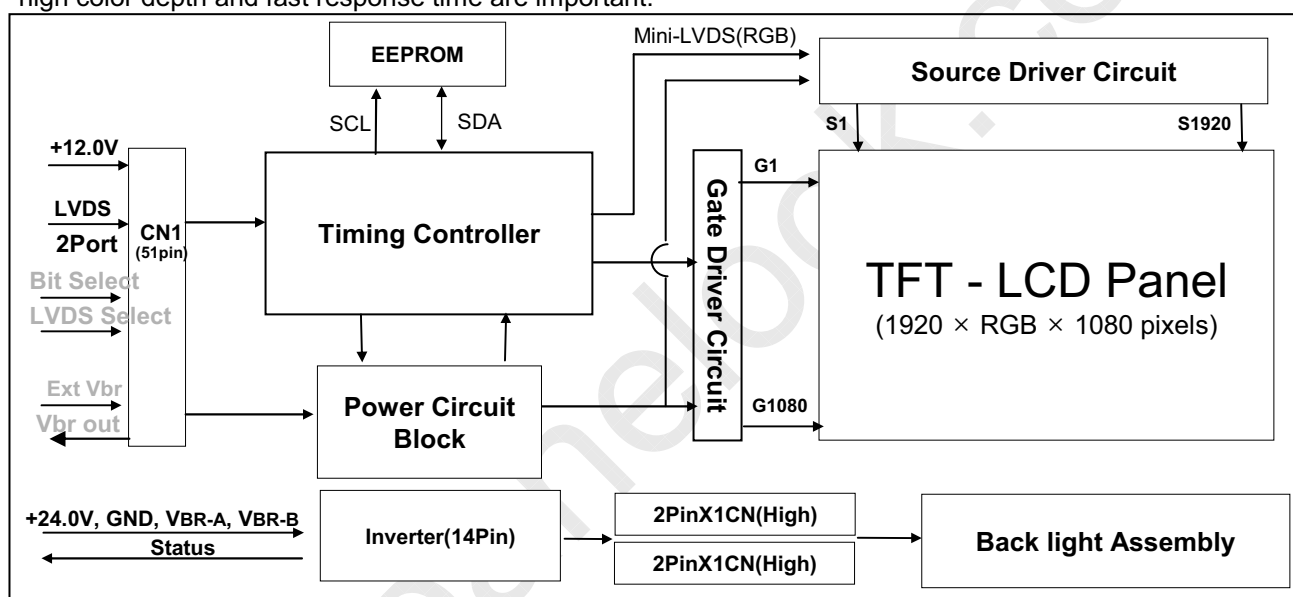 high color depth and fast response time are important.
EEPROM
Mini-LVDS(RGB)
Source Driver Circuit
SCL
SDA
S1
S1920
+12.0V
LVDS
2Port
CN1
(51pin)
Bit Select
LVDS Select
Ext Vbr
Vbr out
Timing Controller
Power Circuit
Block
Gate Driver Circuit
G1
G1080
TFT - LCD Panel
(1920 × RGB × 1080 pixels)
+24.0V, GND, VBR-A, VBR-B
Status
Inverter(14Pin)
2PinX1CN(High)
2PinX1CN(High)
Back light Assembly